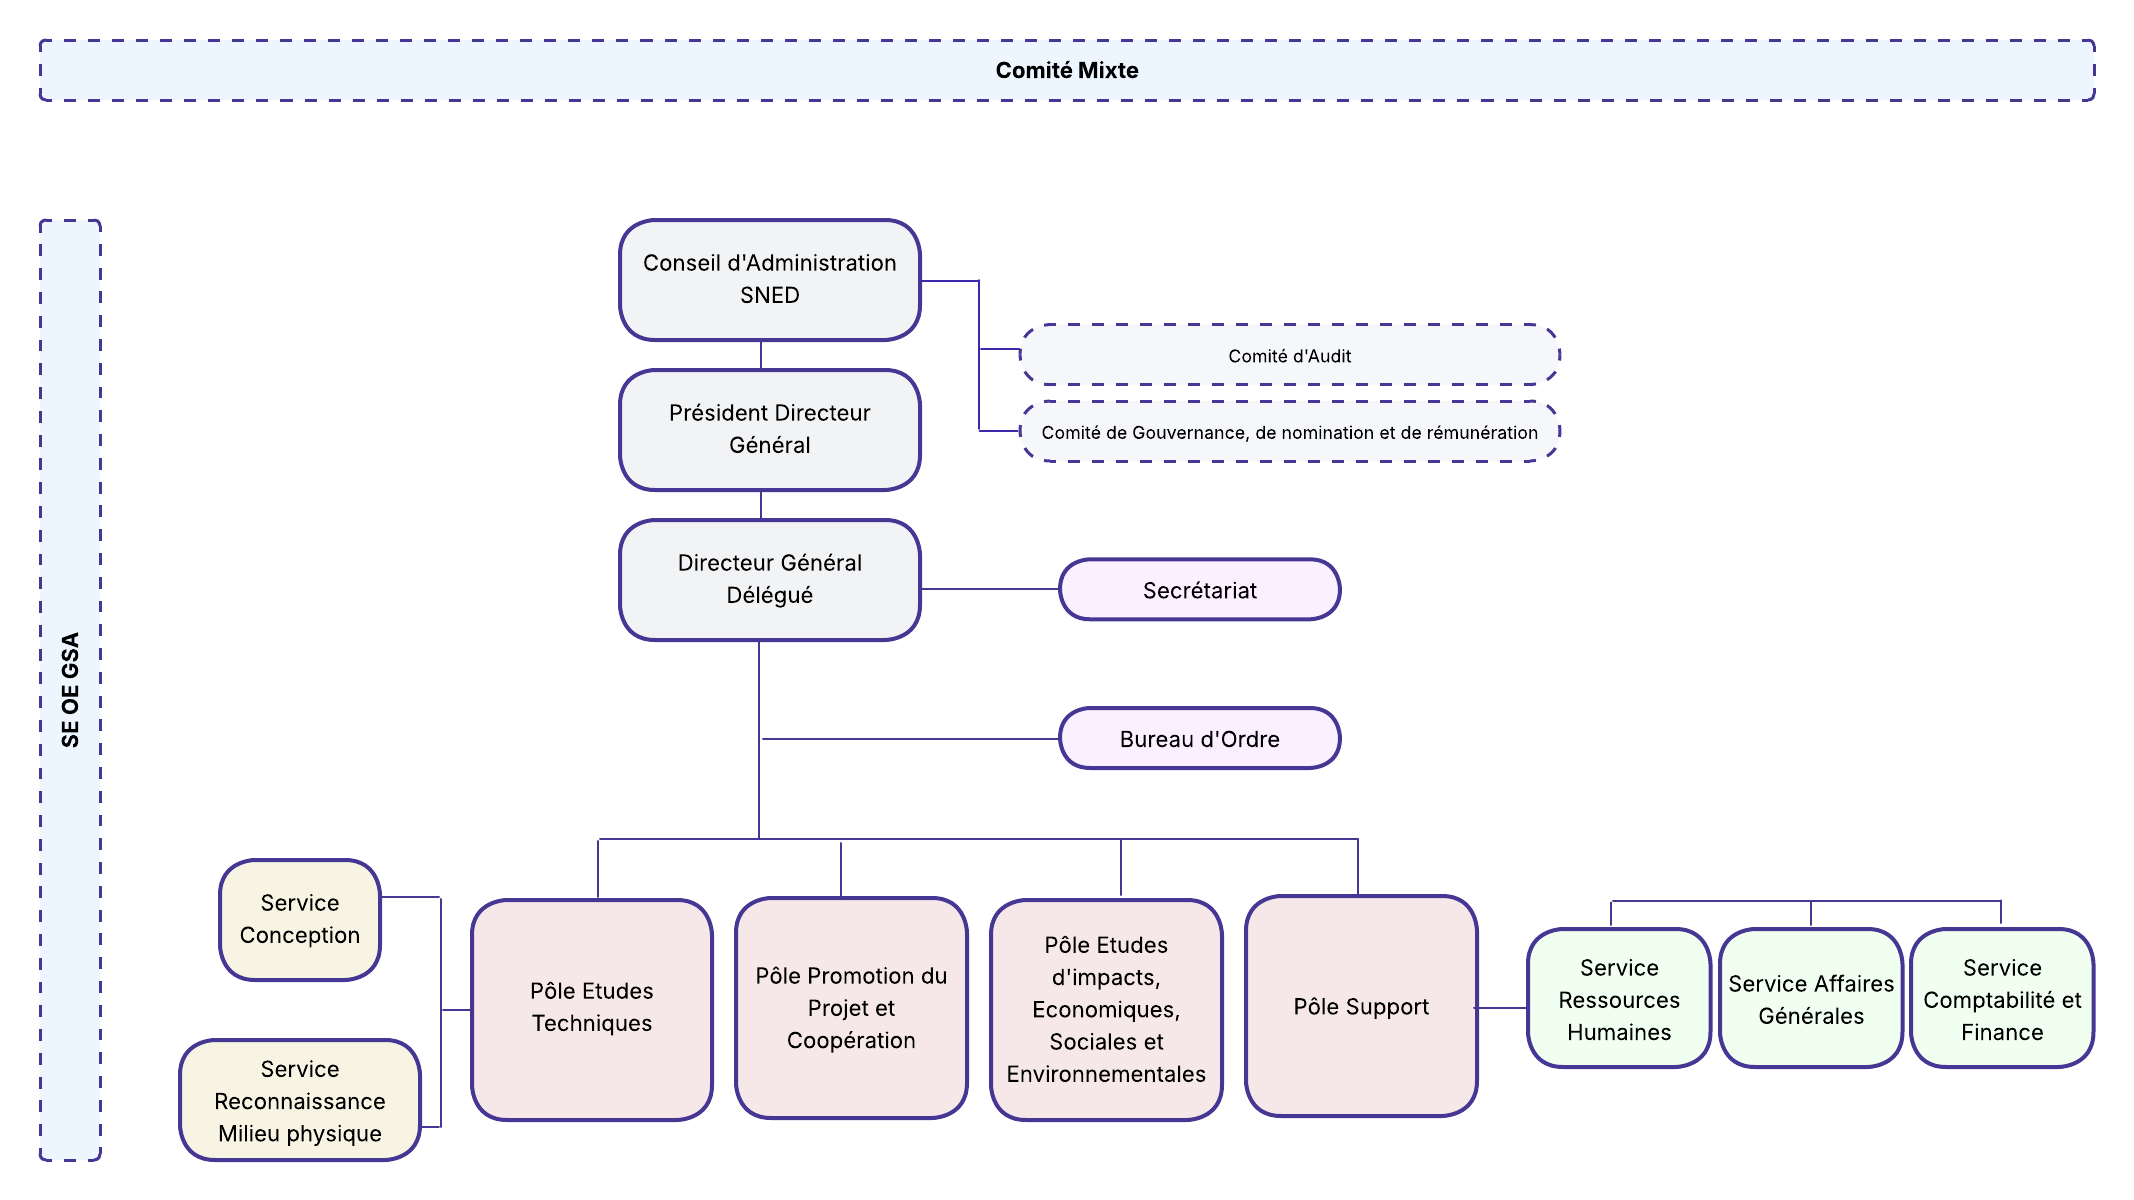 Comité Mixte
SE OE GSA
Conseil d'Administration
SNED
Comité d'Audit
Président Directeur
Général
Comité de Gouvernance, de nomination et de rémunération
Directeur Général
Délégué
Secrétariat
Bureau d'Ordre
Service
Conception
Service
Reconnaissance
Milieu physique
Pôle Etudes
Techniques
Pôle Promotion du
Projet et
Coopération
Pôle Etudes
d'impacts,
Economiques,
Sociales et
Environnementales
Pôle Support
Service
Ressources
Humaines
Service Affaires
Générales
Service
Comptabilité et
Finance